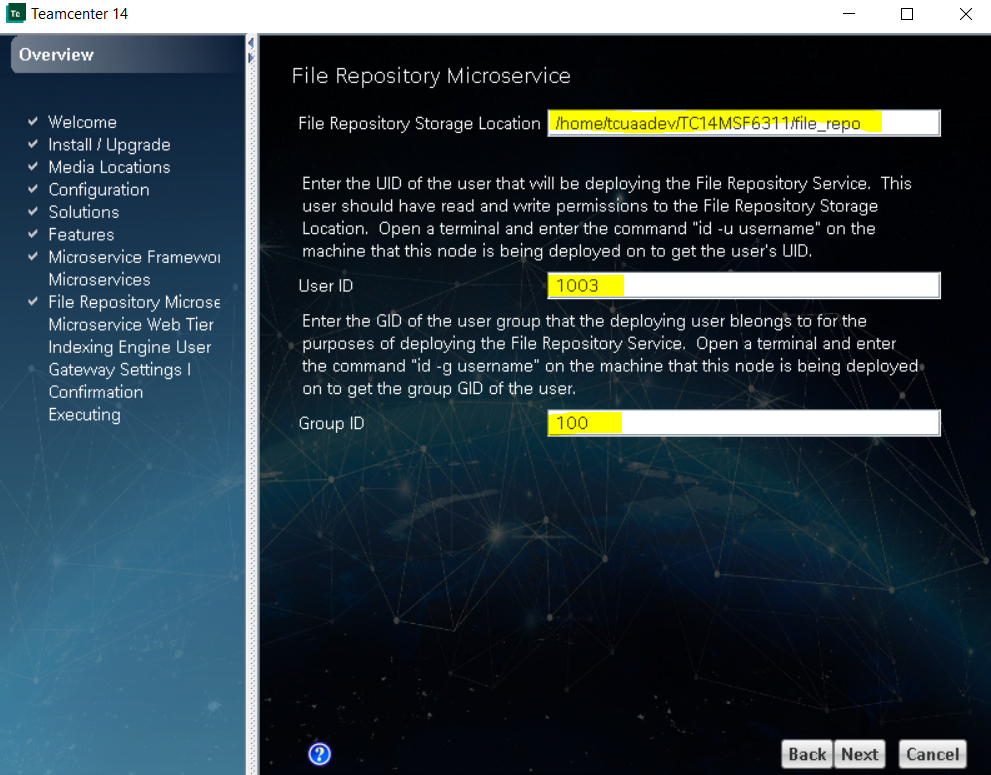 Tc Teamcenter 14
Overview
Welcome
Install / Upgrade
Media Locations
Configuration
Solutions
Features
Microservice Framewor
Microservices
File Repository Microse
Microservice Web Tier
Indexing Engine User
Gateway Settings I
Confirmation
Executing
File Repository Microservice
File Repository Storage Location /home/tcuaadev/TC14MSF6311/file_repo
Enter the UID of the user that will be deploying the File Repository Service. This
user should have read and write permissions to the File Repository Storage
Location. Open a terminal and enter the command "id -u username" on the
machine that this node is being deployed on to get the user's UID.
User ID 1003
Enter the GID of the user group that the deploying user bleongs to for the
purposes of deploying the File Repository Service. Open a terminal and enter
the command "id -g username" on the machine that this node is being deployed
on to get the group GID of the user.
Group ID 100
? Back Next Cancel